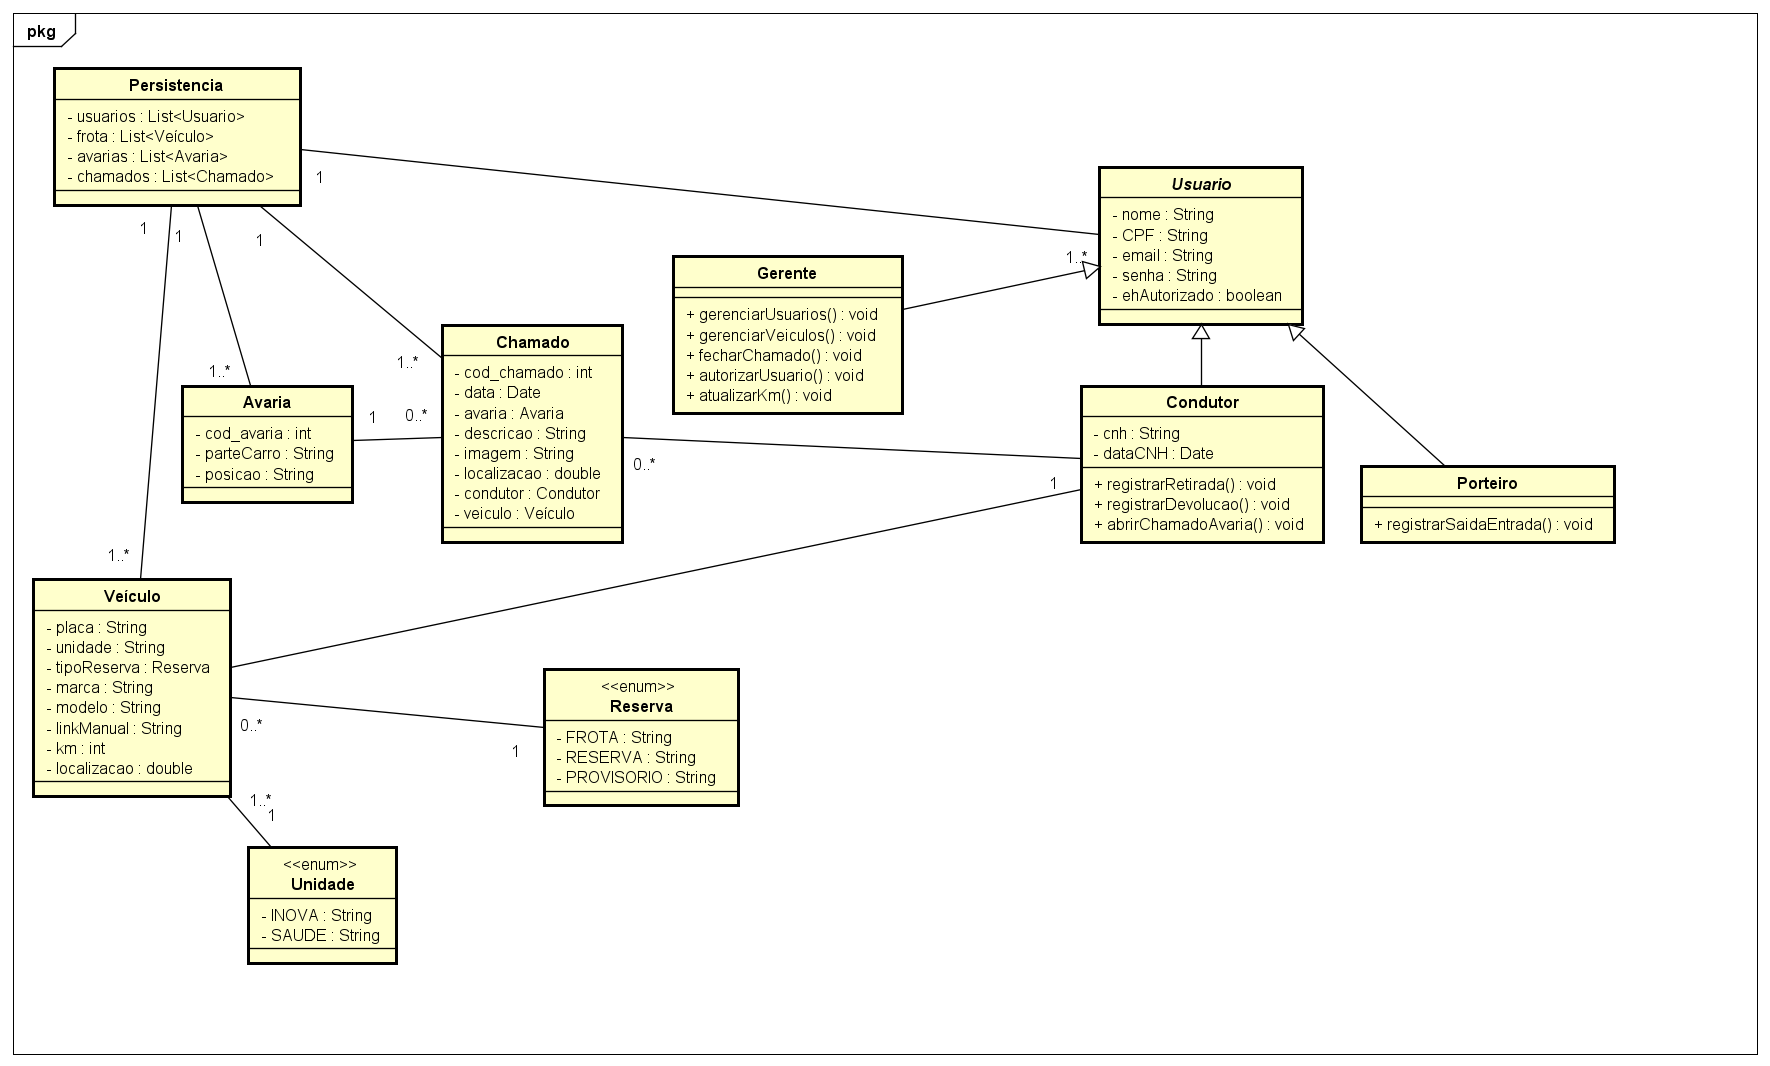 pkg
Persistencia
- usuarios : List<Usuario>
- frota : List<Veículo>
- avarias : List<Avaria>
- chamados : List<Chamado>
1
1
1
1
Usuario
- nome : String
- CPF : String
- email : String
- senha : String
- ehAutorizado : boolean
1..*
Gerente
+ gerenciarUsuarios() : void
+ gerenciarVeiculos() : void
+ fecharChamado() : void
+ autorizarUsuario() : void
+ atualizarKm() : void
Chamado
- cod_chamado : int
- data : Date
- avaria : Avaria
- descricao : String
- imagem : String
- localizacao : double
- condutor : Condutor
- veiculo : Veículo
1..*
0..*
0..*
1..*
Avaria
- cod_avaria : int
- parteCarro : String
- posicao : String
1
Condutor
- cnh : String
- dataCNH : Date
+ registrarRetirada() : void
+ registrarDevolucao() : void
+ abrirChamadoAvaria() : void
1
Porteiro
+ registrarSaidaEntrada() : void
1..*
Veículo
- placa : String
- unidade : String
- tipoReserva : Reserva
- marca : String
- modelo : String
- linkManual : String
- km : int
- localizacao : double
0..*
1
<<enum>>
Reserva
- FROTA : String
- RESERVA : String
- PROVISORIO : String
1..*
1
<<enum>>
Unidade
- INOVA : String
- SAUDE : String